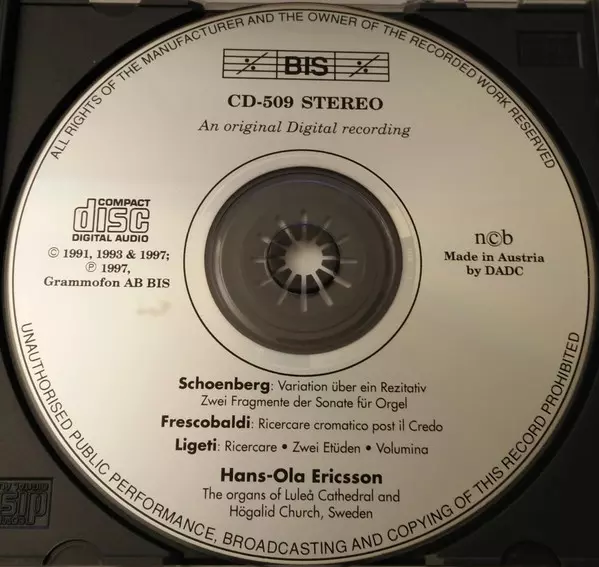 ALL RIGHTS OF THE MANUFACTURER AND THE OWNER OF THE RECORDED WORK RESERVED
BIS
CD-509 STEREO
An original Digital recording
COMPACT
disc
DIGITAL AUDIO
© 1991, 1993 & 1997;
℗ 1997,
Grammofon AB BIS
n©b
Made in Austria
by DADC
Schoenberg: Variation über ein Rezitativ
Zwei Fragmente der Sonate für Orgel
Frescobaldi: Ricercare cromatico post il Credo
Ligeti: Ricercare • Zwei Etüden • Volumina
Hans-Ola Ericsson
The organs of Luleå Cathedral and
Högalid Church, Sweden
UNAUTHORISED PUBLIC PERFORMANCE, BROADCASTING AND COPYING OF THIS RECORD PROHIBITED